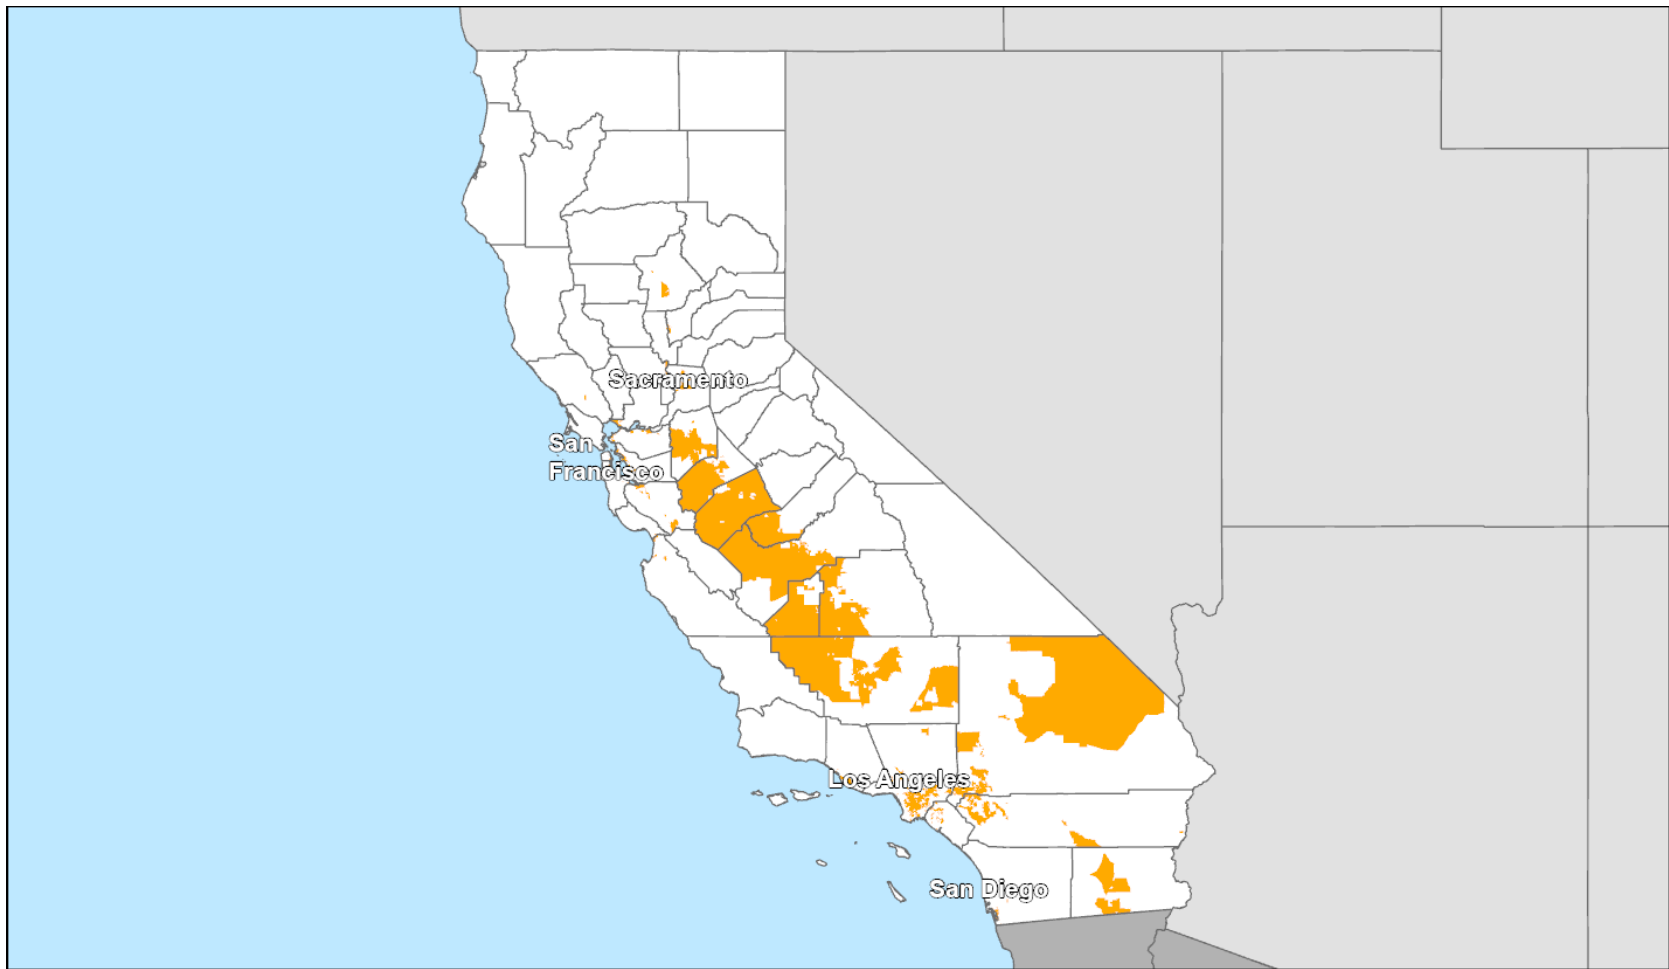 Sacramento
San
Francisco
Los Angeles
San Diego